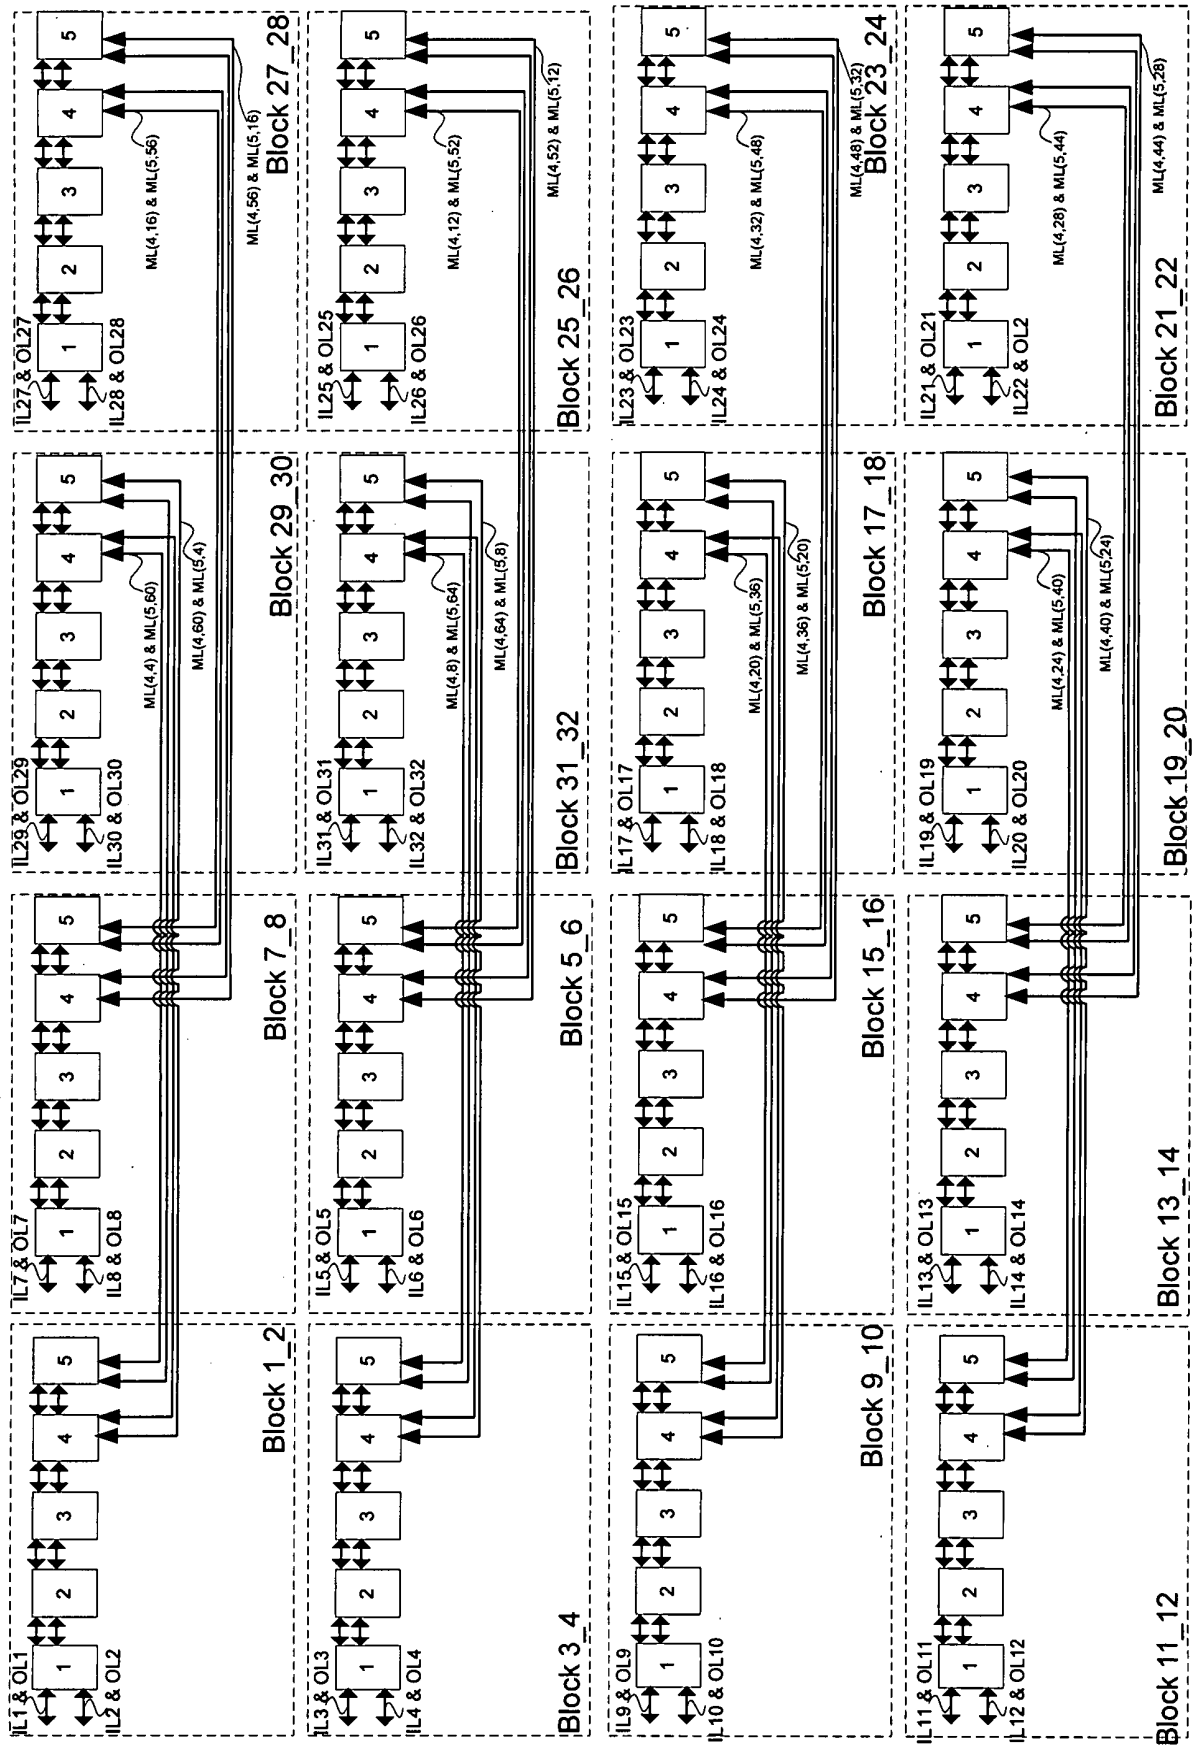 IL1 & OL1
1 2 3 4 5
IL2 & OL2
Block 1_2
IL7 & OL7
1 2 3 4 5
IL8 & OL8
Block 7_8
IL29 & OL29
1 2 3 4 5
IL30 & OL30
ML(4,4) & ML(5,60)
ML(4,60) & ML(5,4)
Block 29_30
IL27 & OL27
1 2 3 4 5
IL28 & OL28
ML(4,16) & ML(5,56)
ML(4,56) & ML(5,16)
Block 27_28
IL3 & OL3
1 2 3 4 5
IL4 & OL4
Block 3_4
IL5 & OL5
1 2 3 4 5
IL6 & OL6
Block 5_6
IL31 & OL31
1 2 3 4 5
IL32 & OL32
ML(4,8) & ML(5,64)
ML(4,64) & ML(5,8)
Block 31_32
IL25 & OL25
1 2 3 4 5
IL26 & OL26
ML(4,12) & ML(5,52)
ML(4,52) & ML(5,12)
Block 25_26
IL9 & OL9
1 2 3 4 5
IL10 & OL10
Block 9_10
IL15 & OL15
1 2 3 4 5
IL16 & OL16
Block 15_16
IL17 & OL17
1 2 3 4 5
IL18 & OL18
ML(4,20) & ML(5,36)
ML(4,36) & ML(5,20)
Block 17_18
IL23 & OL23
1 2 3 4 5
IL24 & OL24
ML(4,32) & ML(5,48)
ML(4,48) & ML(5,32)
Block 23_24
IL11 & OL11
1 2 3 4 5
IL12 & OL12
Block 11_12
IL13 & OL13
1 2 3 4 5
IL14 & OL14
Block 13_14
IL19 & OL19
1 2 3 4 5
IL20 & OL20
ML(4,24) & ML(5,40)
ML(4,40) & ML(5,24)
Block 19_20
IL21 & OL21
1 2 3 4 5
IL22 & OL2
ML(4,28) & ML(5,44)
ML(4,44) & ML(5,28)
Block 21_22